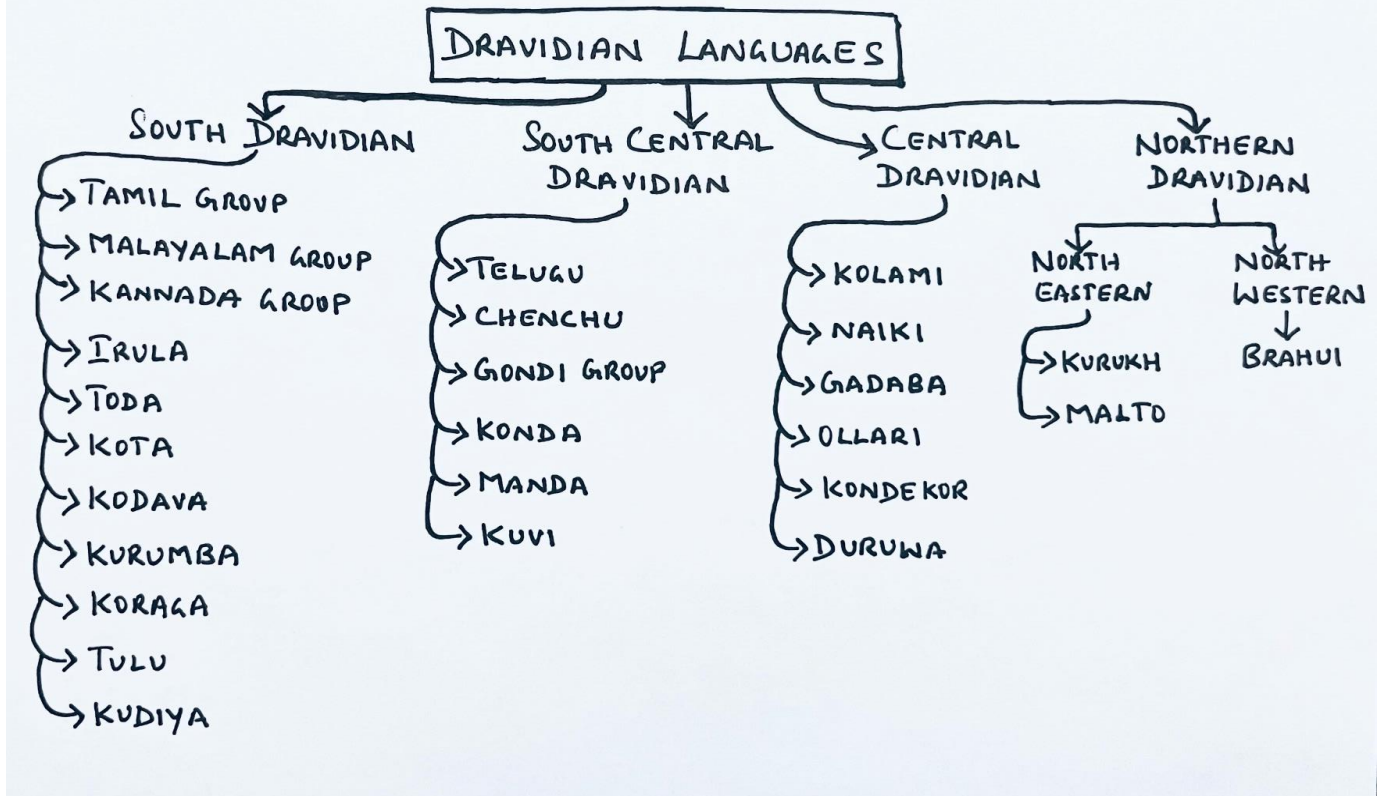 DRAVIDIAN LANGUAGES
SOUTH DRAVIDIAN
TAMIL GROUP
MALAYALAM GROUP
KANNADA GROUP
IRULA
TODA
KOTA
KODAVA
KURUMBA
KORAGA
TULU
KUDIYA
SOUTH CENTRAL
DRAVIDIAN
TELUGU
CHENCHU
GONDI GROUP
KONDA
MANDA
KUVI
CENTRAL
DRAVIDIAN
KOLAMI
NAIKI
GADABA
OLLARI
KONDEKOR
DURUWA
NORTHERN
DRAVIDIAN
NORTH
EASTERN
KURUKH
MALTO
NORTH
WESTERN
BRAHUI